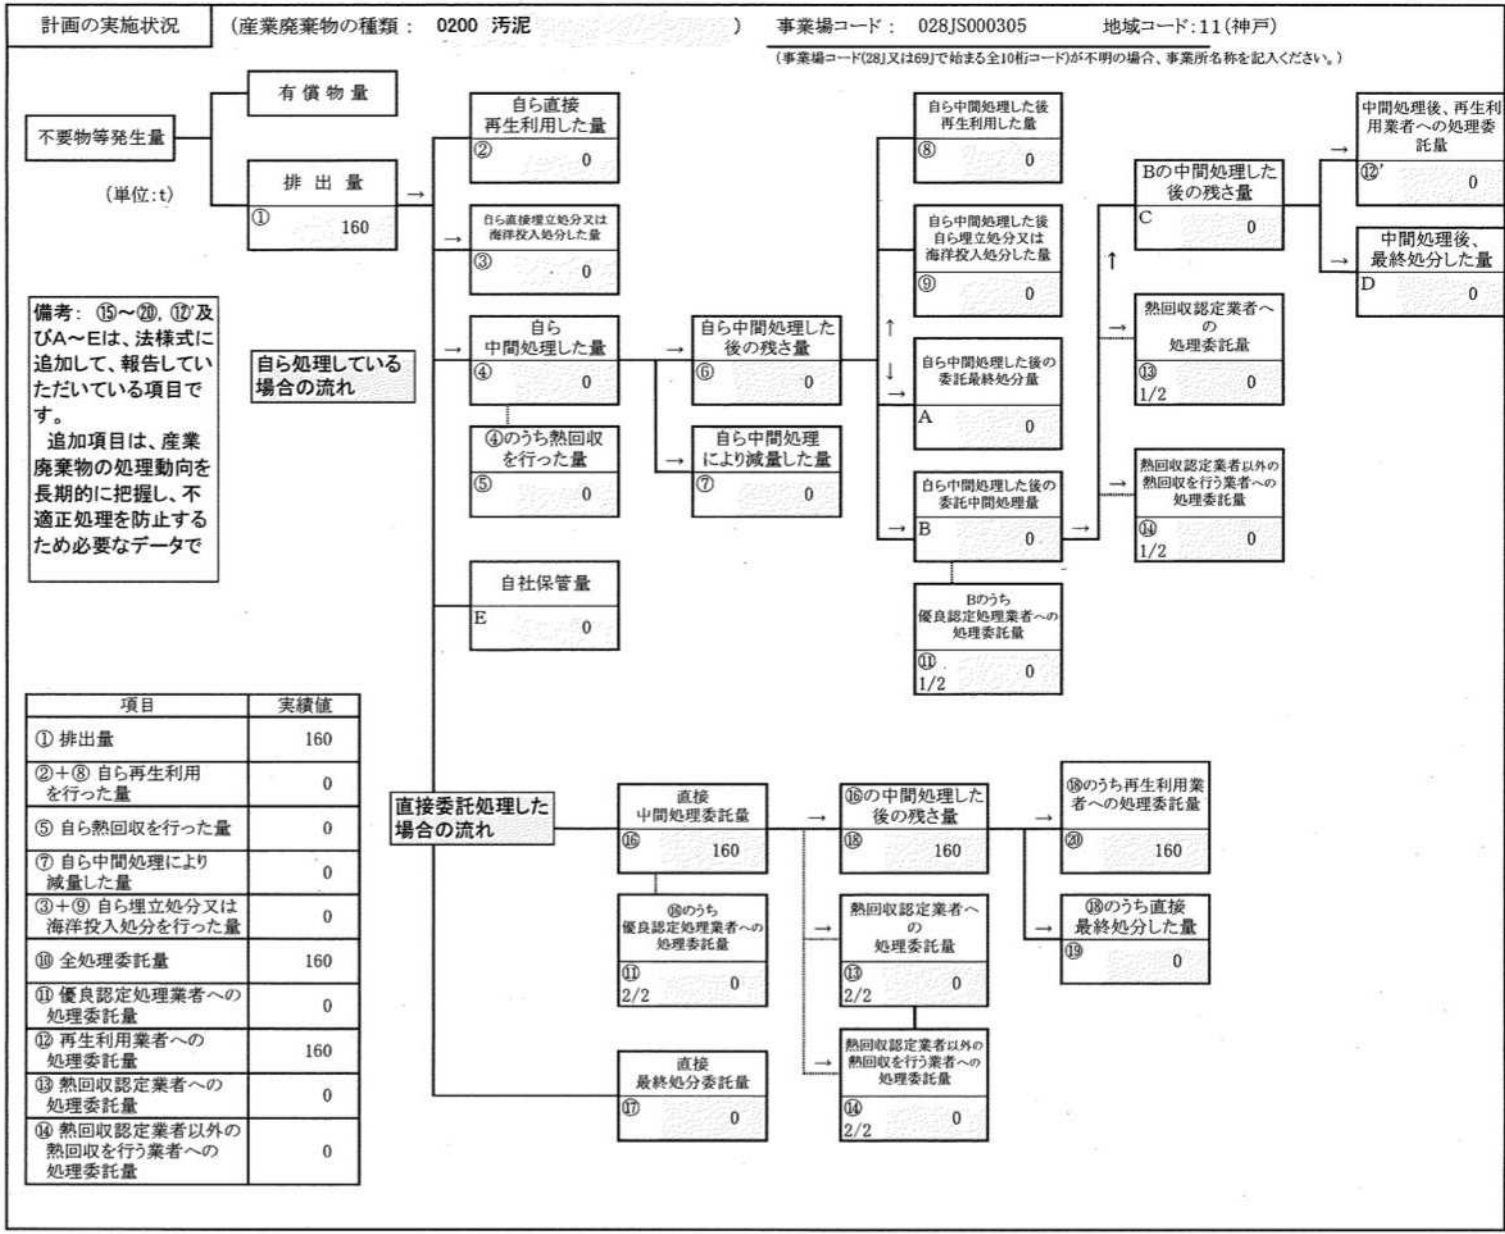 計画の実施状況
(産業廃棄物の種類： 0200 汚泥 )
事業場コード： 028JS000305 地域コード：11(神戸)
(事業場コード(28」又は69」で始まる全10桁コード)が不明の場合、事業所名称を記入ください。)
不要物等発生量
(単位:t)
有償物量
排出量
① 160
→
自ら直接
再生利用した量
② 0
→
自ら直接埋立処分又は
海洋投入処分した量
③ 0
→
自ら
中間処理した量
④ 0
④のうち熱回収
を行った量
⑤ 0
自社保管量
E 0
→
自ら中間処理した
後の残さ量
⑥ 0
→
自ら中間処理
により減量した量
⑦ 0
自ら中間処理した後
再生利用した量
⑧ 0
自ら中間処理した後
自ら埋立処分又は
海洋投入処分した量
⑨ 0
↑
↓
→
自ら中間処理した後の
委託最終処分量
A 0
→
自ら中間処理した後の
委託中間処理量
B 0
→
Bのうち
優良認定処理業者への
処理委託量
⑪
1/2 0
↑
Bの中間処理した
後の残さ量
C 0
→
熱回収認定業者へ
の
処理委託量
⑬
1/2 0
→
熱回収認定業者以外の
熱回収を行う業者への
処理委託量
⑭
1/2 0
→
中間処理後、再生利
用業者への処理委
託量
⑫' 0
→
中間処理後、
最終処分した量
D 0
備考： ⑮～⑳, ⑫'及
びA～Eは、法様式に
追加して、報告してい
ただいている項目で
す。
追加項目は、産業
廃棄物の処理動向を
長期的に把握し、不
適正処理を防止する
ため必要なデータで
自ら処理している
場合の流れ
項目 実績値
① 排出量 160
②+⑧ 自ら再生利用
を行った量 0
⑤ 自ら熱回収を行った量 0
⑦ 自ら中間処理により
減量した量 0
③+⑨ 自ら埋立処分又は
海洋投入処分を行った量 0
⑩ 全処理委託量 160
⑪ 優良認定処理業者への
処理委託量 0
⑫ 再生利用業者への
処理委託量 160
⑬ 熱回収認定業者への
処理委託量 0
⑭ 熱回収認定業者以外の
熱回収を行う業者への
処理委託量 0
直接委託処理した
場合の流れ
直接
中間処理委託量
⑯ 160
⑯のうち
優良認定処理業者への
処理委託量
⑪
2/2 0
直接
最終処分委託量
⑰ 0
→
⑯の中間処理した
後の残さ量
⑱ 160
→
熱回収認定業者へ
の
処理委託量
⑬
2/2 0
→
熱回収認定業者以外の
熱回収を行う業者への
処理委託量
⑭
2/2 0
→
⑱のうち再生利用業
者への処理委託量
⑳ 160
→
⑱のうち直接
最終処分した量
⑲ 0